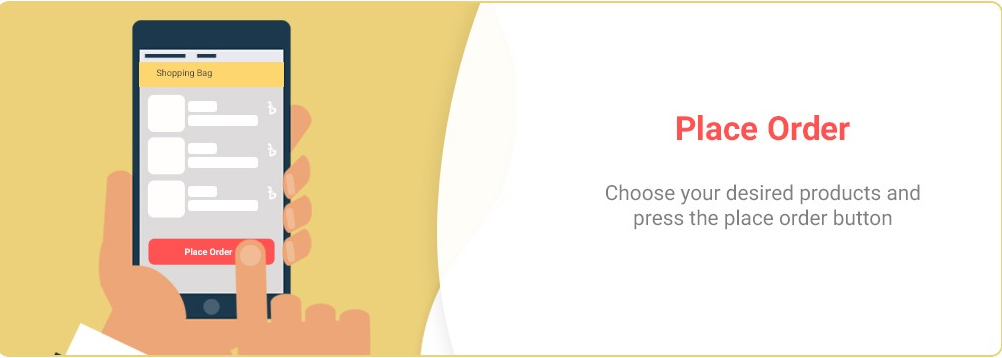 Shopping Bag
৳
৳
৳
Place Order
Place Order
Choose your desired products and
press the place order button